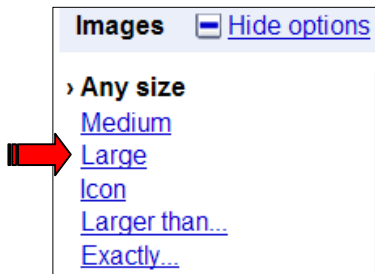 Images Hide options
› Any size
Medium
Large
Icon
Larger than...
Exactly...